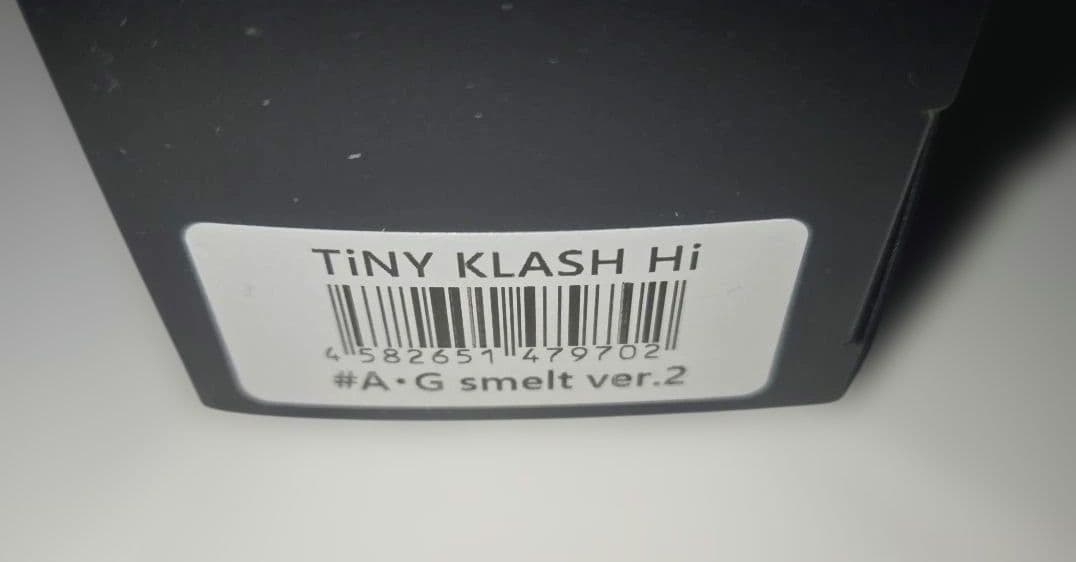 TiNY KLASH Hi
4 582651 479702
#A·G smelt ver.2